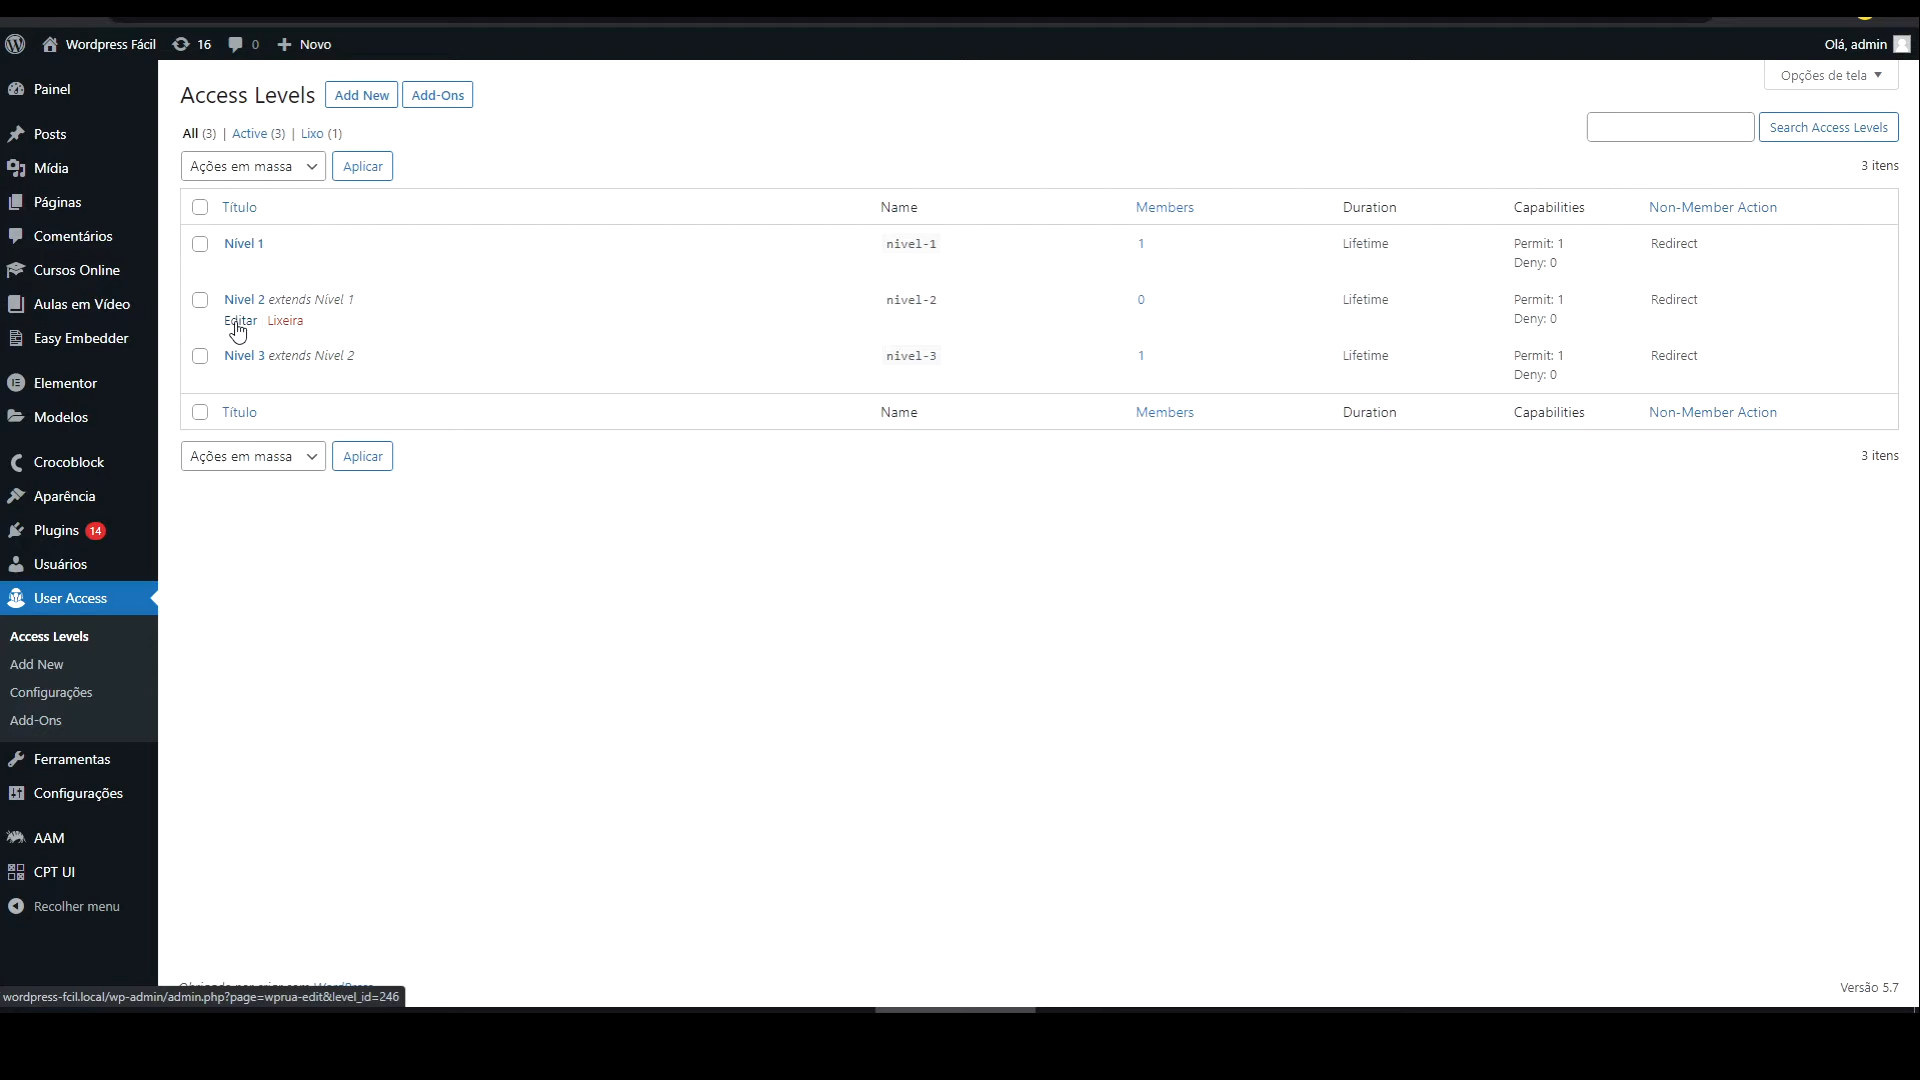 Wordpress Fácil 16 0 Novo Olá, admin
Opções de tela
Painel
Posts
Mídia
Páginas
Comentários
Cursos Online
Aulas em Vídeo
Easy Embedder
Elementor
Modelos
Crocoblock
Aparência
Plugins 14
Usuários
User Access
Access Levels
Add New
Configurações
Add-Ons
Ferramentas
Configurações
AAM
CPT UI
Recolher menu
Access Levels Add New Add-Ons
All (3) | Active (3) | Lixo (1)
Search Access Levels
Ações em massa Aplicar 3 itens
Título Name Members Duration Capabilities Non-Member Action
Nível 1 nivel-1 1 Lifetime Permit: 1 Redirect
Deny: 0
Nivel 2 extends Nível 1 nivel-2 0 Lifetime Permit: 1 Redirect
Editar | Lixeira Deny: 0
Nivel 3 extends Nivel 2 nivel-3 1 Lifetime Permit: 1 Redirect
Deny: 0
Título Name Members Duration Capabilities Non-Member Action
Ações em massa Aplicar 3 itens
Versão 5.7
wordpress-fcil.local/wp-admin/admin.php?page=wprua-edit&level_id=246